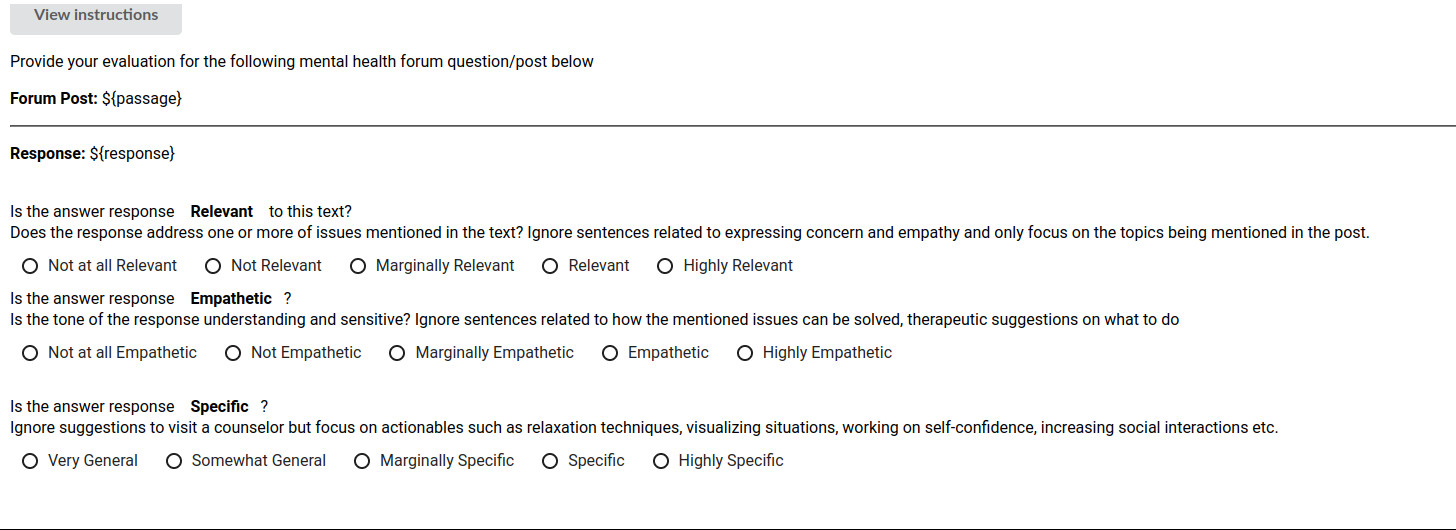 View instructions
Provide your evaluation for the following mental health forum question/post below
Forum Post: ${passage}
Response: ${response}
Is the answer response Relevant to this text?
Does the response address one or more of issues mentioned in the text? Ignore sentences related to expressing concern and empathy and only focus on the topics being mentioned in the post.
Not at all Relevant Not Relevant Marginally Relevant Relevant Highly Relevant
Is the answer response Empathetic ?
Is the tone of the response understanding and sensitive? Ignore sentences related to how the mentioned issues can be solved, therapeutic suggestions on what to do
Not at all Empathetic Not Empathetic Marginally Empathetic Empathetic Highly Empathetic
Is the answer response Specific ?
Ignore suggestions to visit a counselor but focus on actionables such as relaxation techniques, visualizing situations, working on self-confidence, increasing social interactions etc.
Very General Somewhat General Marginally Specific Specific Highly Specific